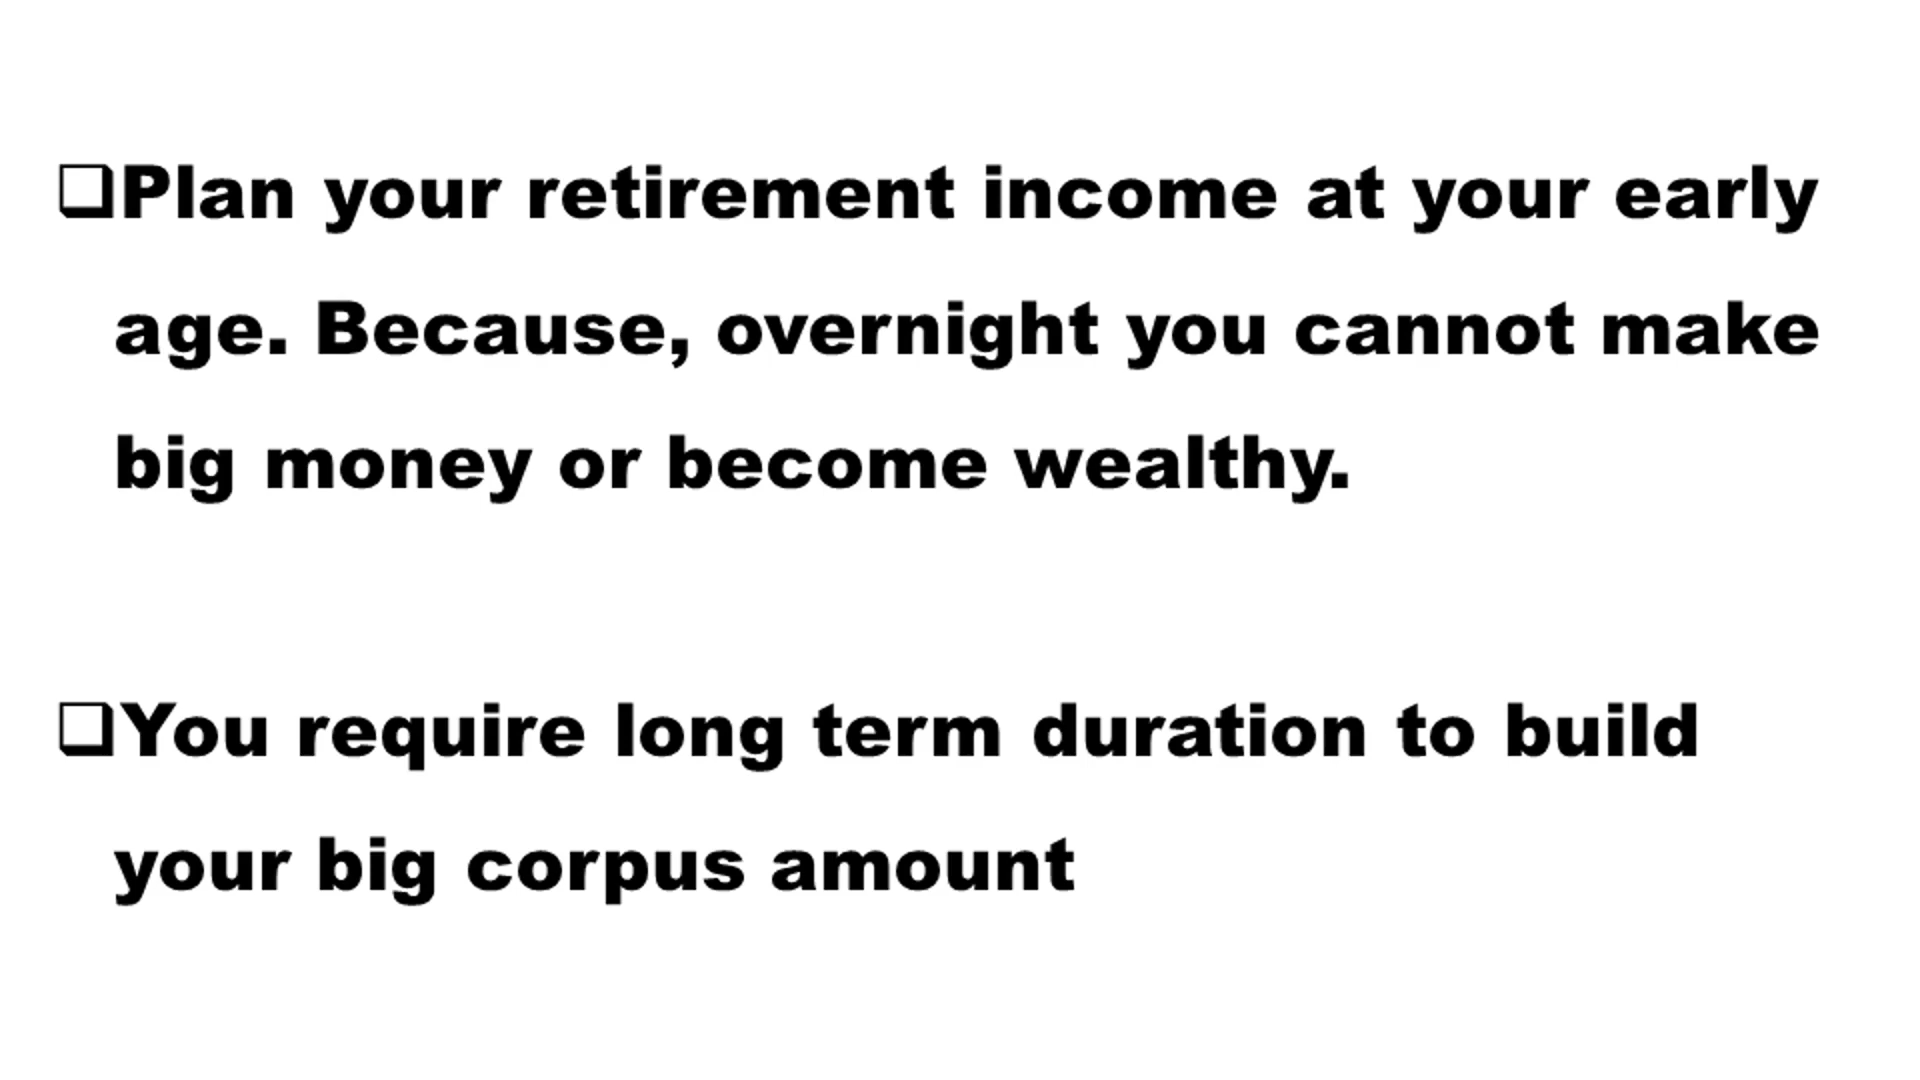 ❑Plan your retirement income at your early
age. Because, overnight you cannot make
big money or become wealthy.
❑You require long term duration to build
your big corpus amount